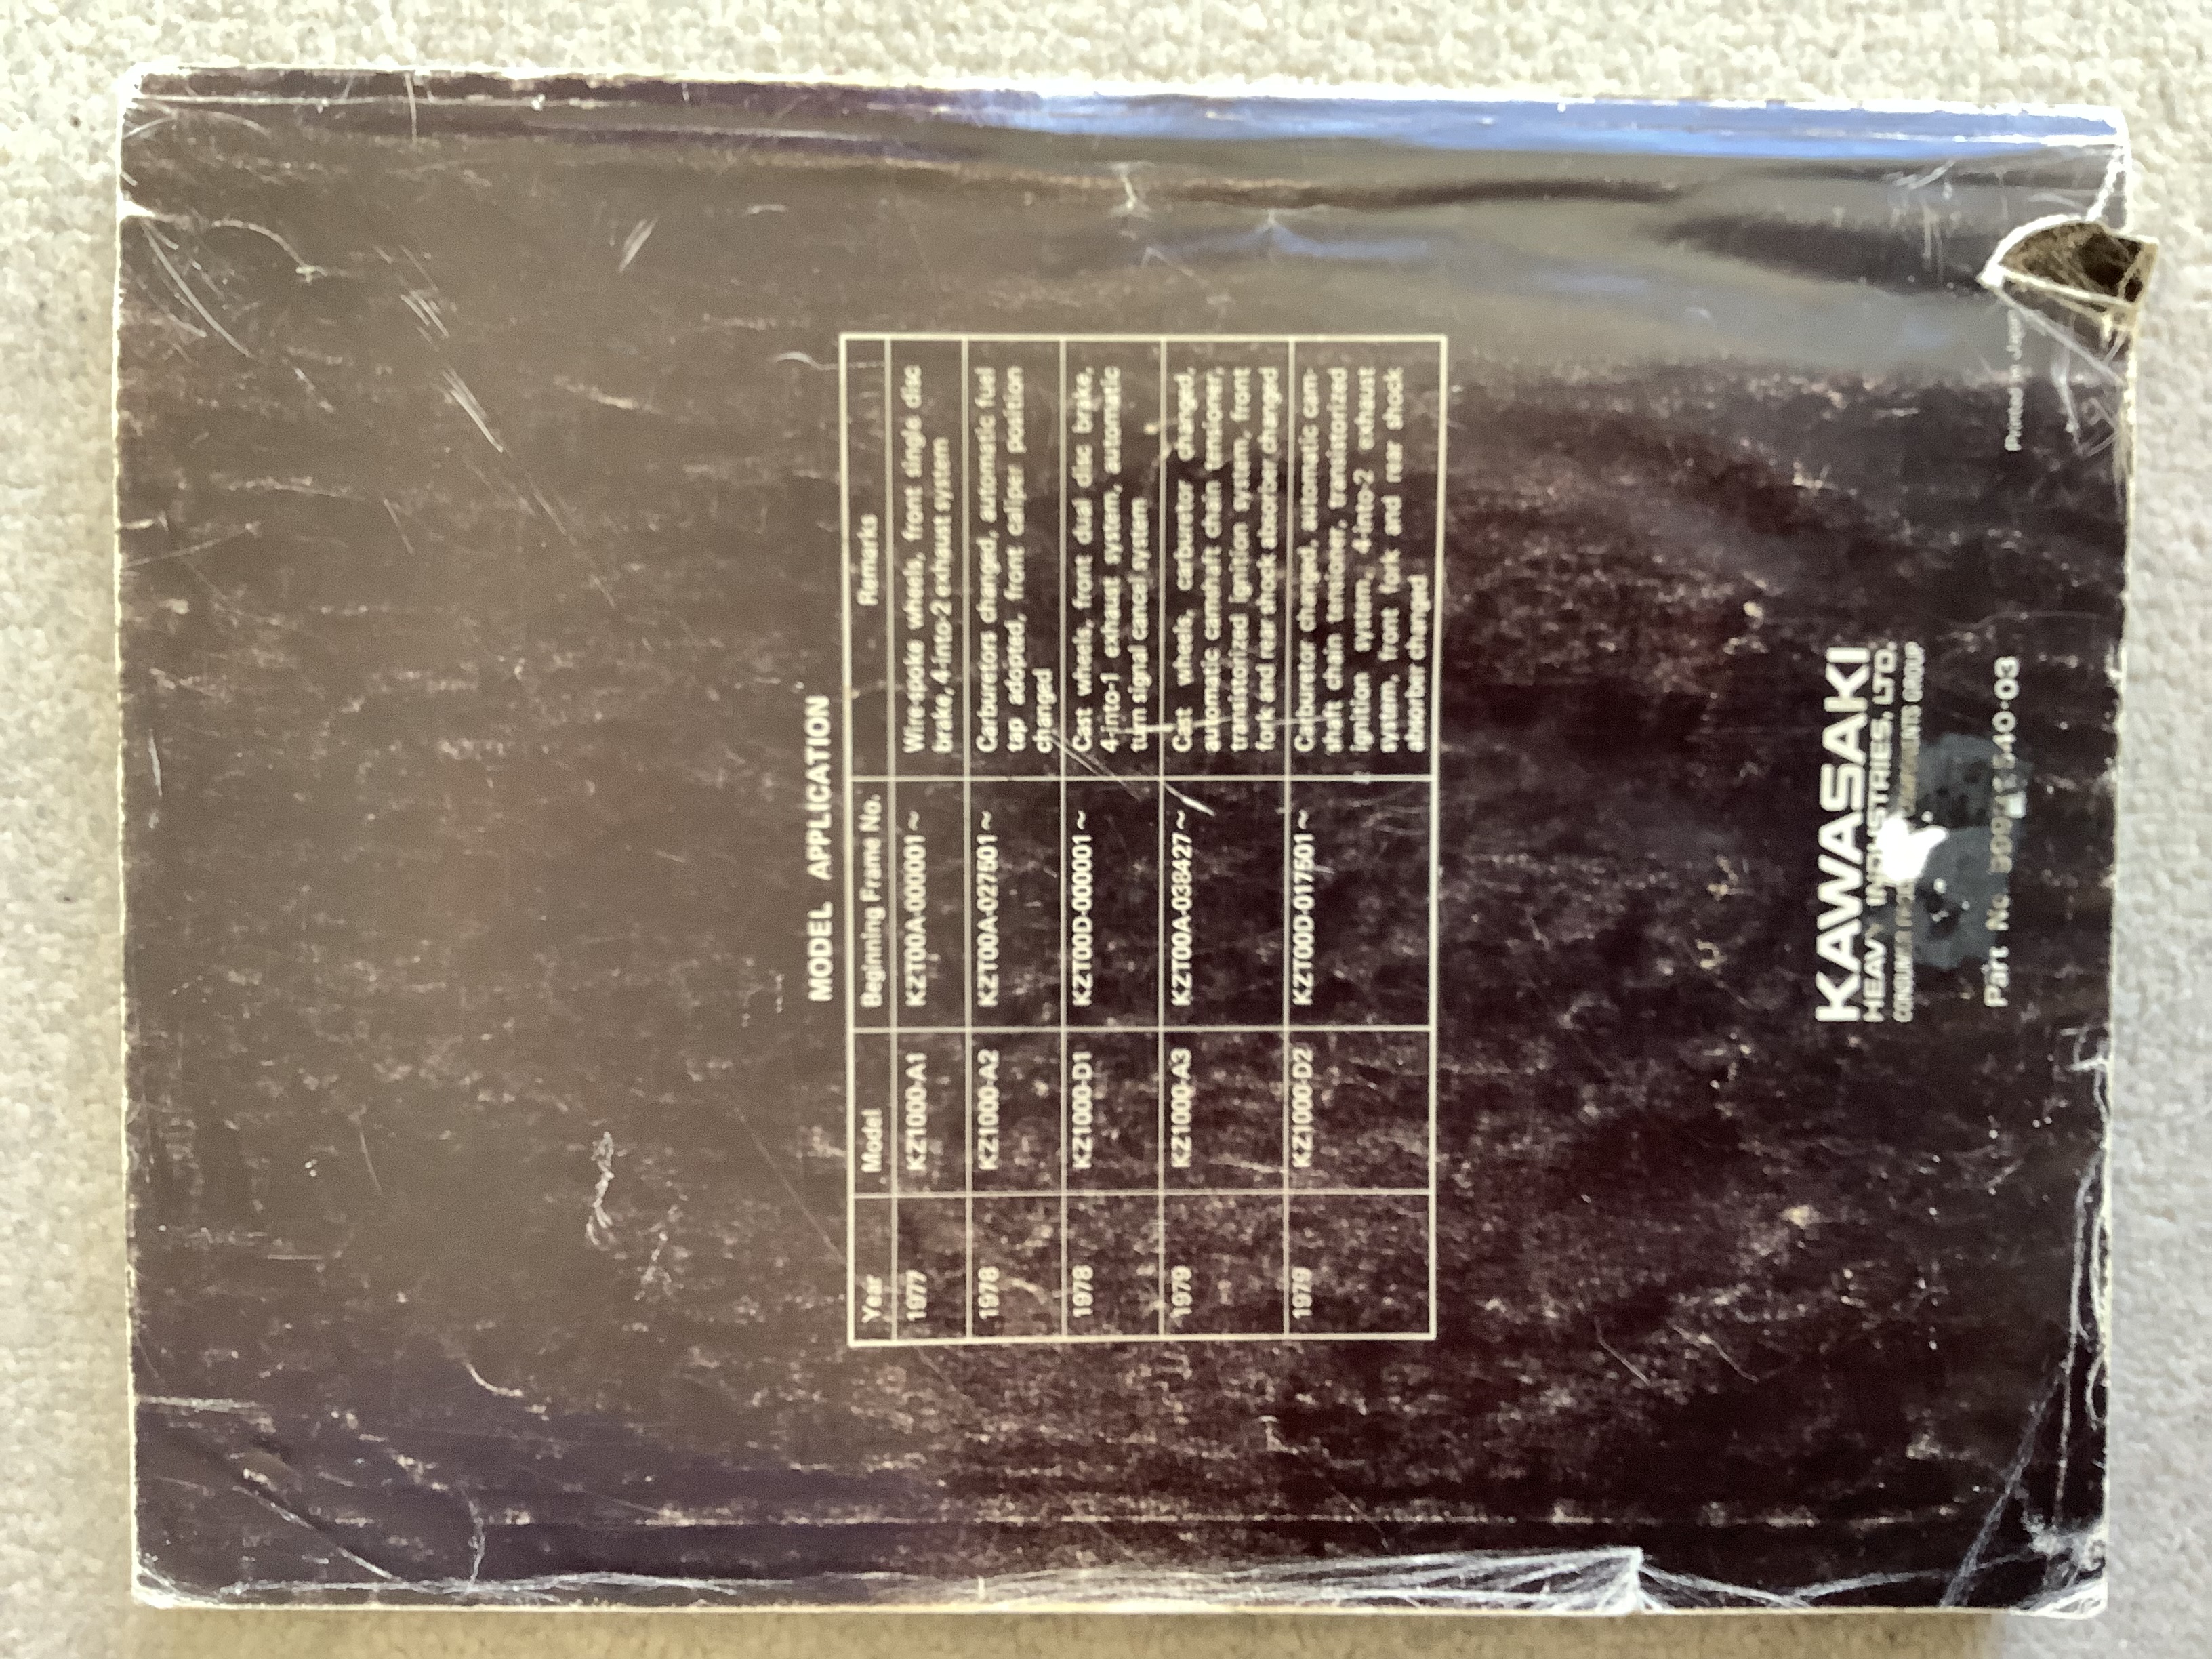 MODEL APPLICATION
Year Model Beginning Frame No. Remarks
1977 KZ1000-A1 KZT00A-000001 ~ Wire-spoke wheels, front single disc
brake, 4-into-2 exhaust system
1978 KZ1000-A2 KZT00A-027501 ~ Carburetors changed, automatic fuel
tap adopted, front caliper position
changed
1978 KZ1000-D1 KZT00D-000001 ~ Cast wheels, front dual disc brake,
4-into-1 exhaust system, automatic
turn signal cancel system
1979 KZ1000-A3 KZT00A-038427 ~ Cast wheels, carburetor changed,
automatic camshaft chain tensioner,
transistorized ignition system, front
fork and rear shock absorber changed
1979 KZ1000-D2 KZT00D-017501 ~ Carburetor changed, automatic cam-
shaft chain tensioner, transistorized
ignition system, 4-into-2 exhaust
system, front fork and rear shock
absorber changed
KAWASAKI
HEAVY INDUSTRIES, LTD.
GROUP
Part No.
Printed in